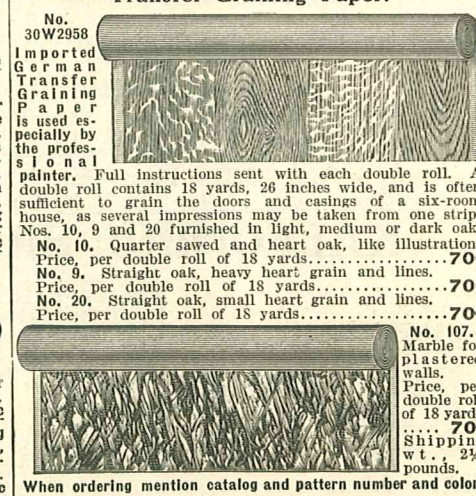 Transfer Graining Paper.
No.
30W2958
Imported
German
Transfer
Graining
Paper
is used es-
pecially by
the profes-
sional
painter. Full instructions sent with each double roll. A
double roll contains 18 yards, 26 inches wide, and is often
sufficient to grain the doors and casings of a six-room
house, as several impressions may be taken from one strip
Nos. 10, 9 and 20 furnished in light, medium or dark oak
No. 10. Quarter sawed and heart oak, like illustration
Price, per double roll of 18 yards..................70
No. 9. Straight oak, heavy heart grain and lines.
Price, per double roll of 18 yards..................70
No. 20. Straight oak, small heart grain and lines.
Price, per double roll of 18 yards..................70
No. 107.
Marble fo
plastered
walls.
Price, pe
double rol
of 18 yard
..... 70
Shippin
wt., 2½
pounds.
When ordering mention catalog and pattern number and colo